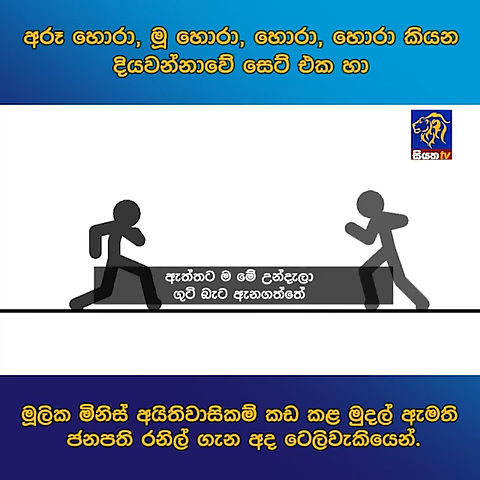 අරූ හොරා, මූ හොරා, හොරා, හොරා කියන
දියවන්නාවේ සෙට් එක හා
සියත tv
ඇත්තට ම මේ උන්දැලා
ගුටි බැට ඇනගත්තේ
මූලික මිනිස් අයිතිවාසිකම් කඩ කළ මුදල් ඇමති
ජනපති රනිල් ගැන අද ටෙලිවැකියෙන්.